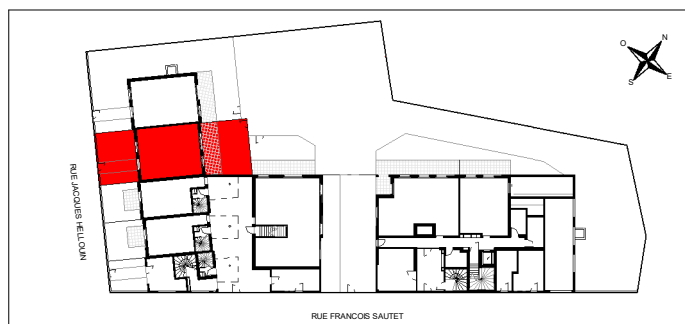 N
O
S
E
RUE JACQUES HELLOUIN
RUE FRANCOIS SAUTET